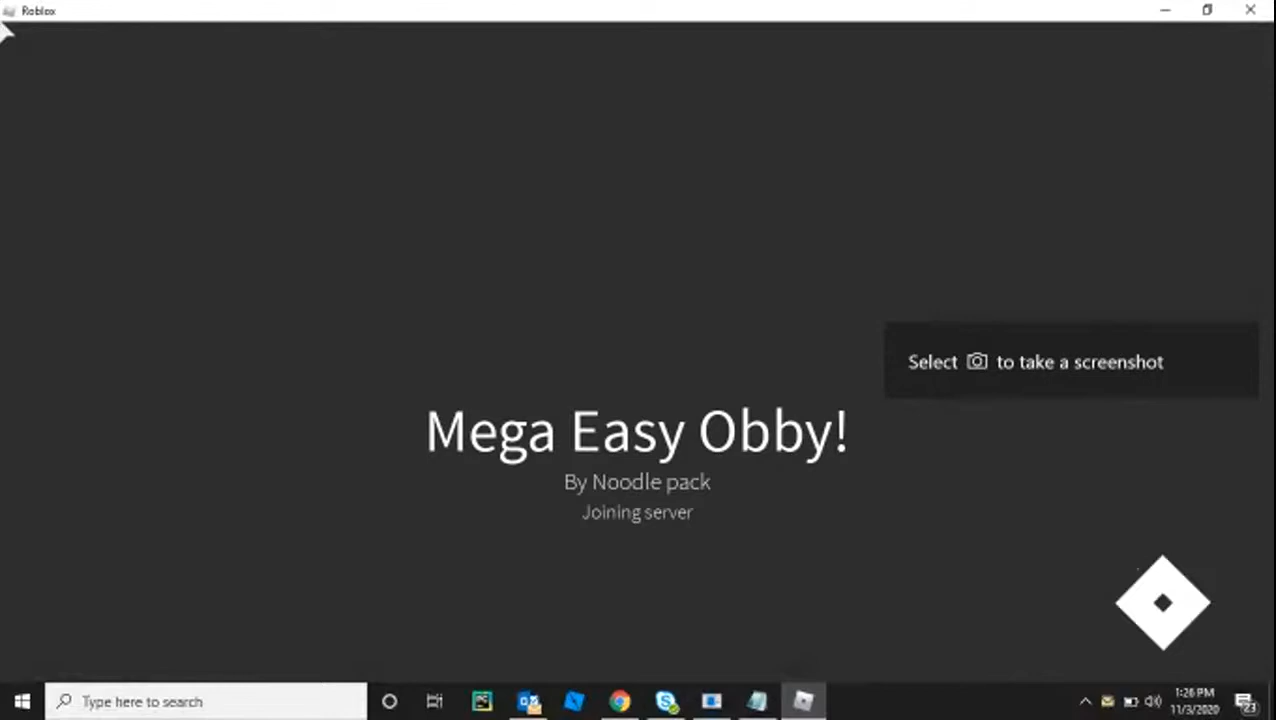 Roblox
Select to take a screenshot
Mega Easy Obby!
By Noodle pack
Joining server
Type here to search
1:26 PM
11/3/2020
23